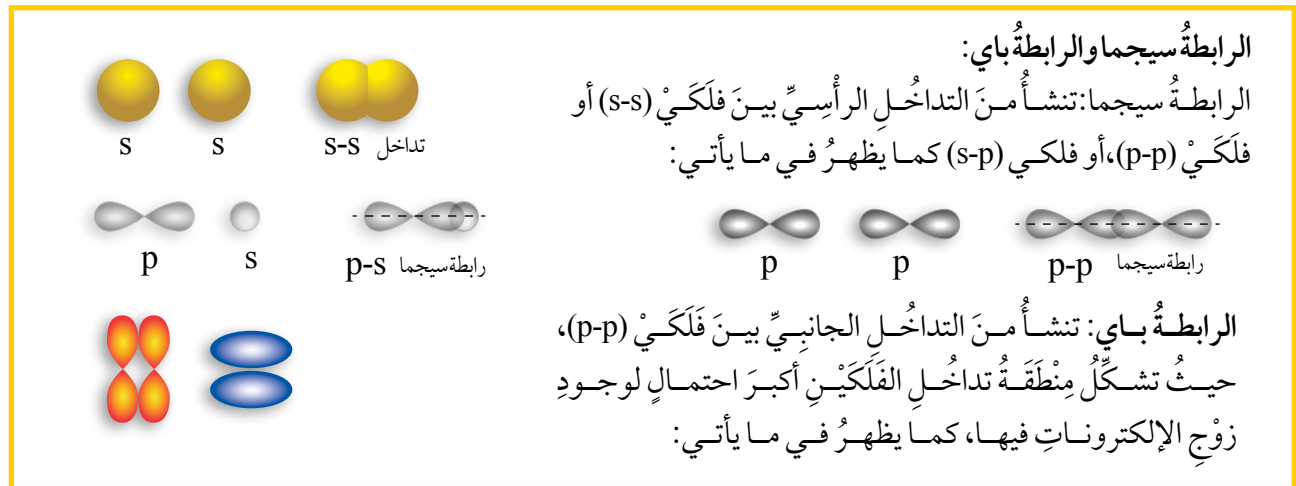 الرابطةُ سيجما والرابطةُ باي:
الرابطـةُ سيجما:تنشـأُ مـنَ التداخُـلِ الرأْسِـيِّ بيـنَ فلَكَـيْ (s-s) أو
فلَكَـيْ (p-p)،أو فلكـي (s-p) كمـا يظهـرُ فـي مـا يأتـي:
s
s
تداخل s-s
p
s
رابطة سيجما p-s
p
p
رابطة سيجما p-p
الرابطـةُ بـاي: تنشـأُ مـنَ التداخُـلِ الجانِبـيِّ بيـنَ فَلَكَـيْ (p-p)،
حيـثُ تشـكِّلُ مِنْطَقَـةُ تداخُـلِ الفَلَكَيْـنِ أكبـرَ احتمـالٍ لوجـودِ
زوْجِ الإلكترونـاتِ فيهـا، كمـا يظهـرُ فـي مـا يأتـي: